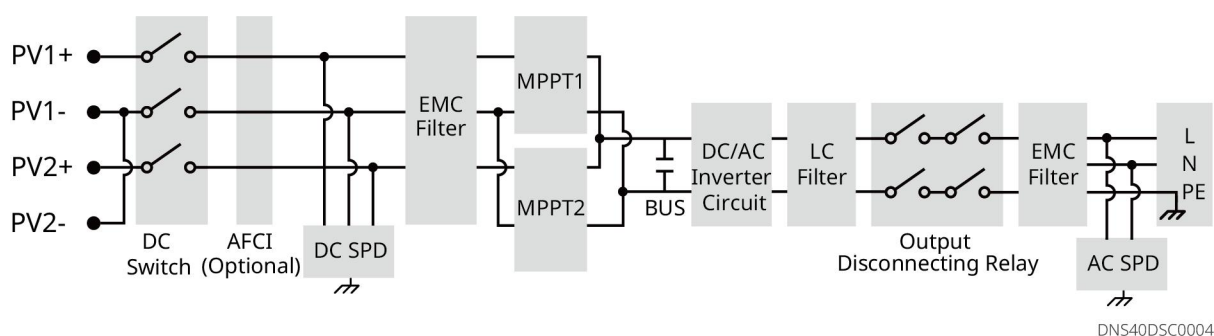 PV1+
PV1-
PV2+
PV2-
DC
Switch
AFCI
(Optional)
DC SPD
EMC
Filter
MPPT1
MPPT2
BUS
DC/AC
Inverter
Circuit
LC
Filter
Output
Disconnecting Relay
EMC
Filter
L
N
PE
AC SPD
DNS40DSC0004